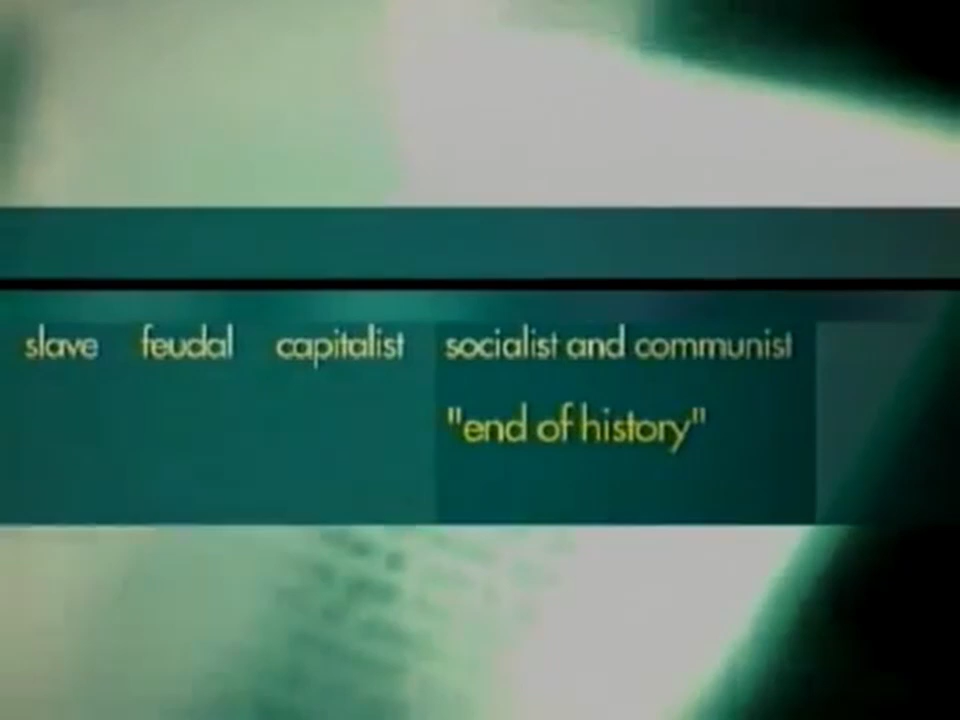 slave feudal capitalist socialist and communist
"end of history"